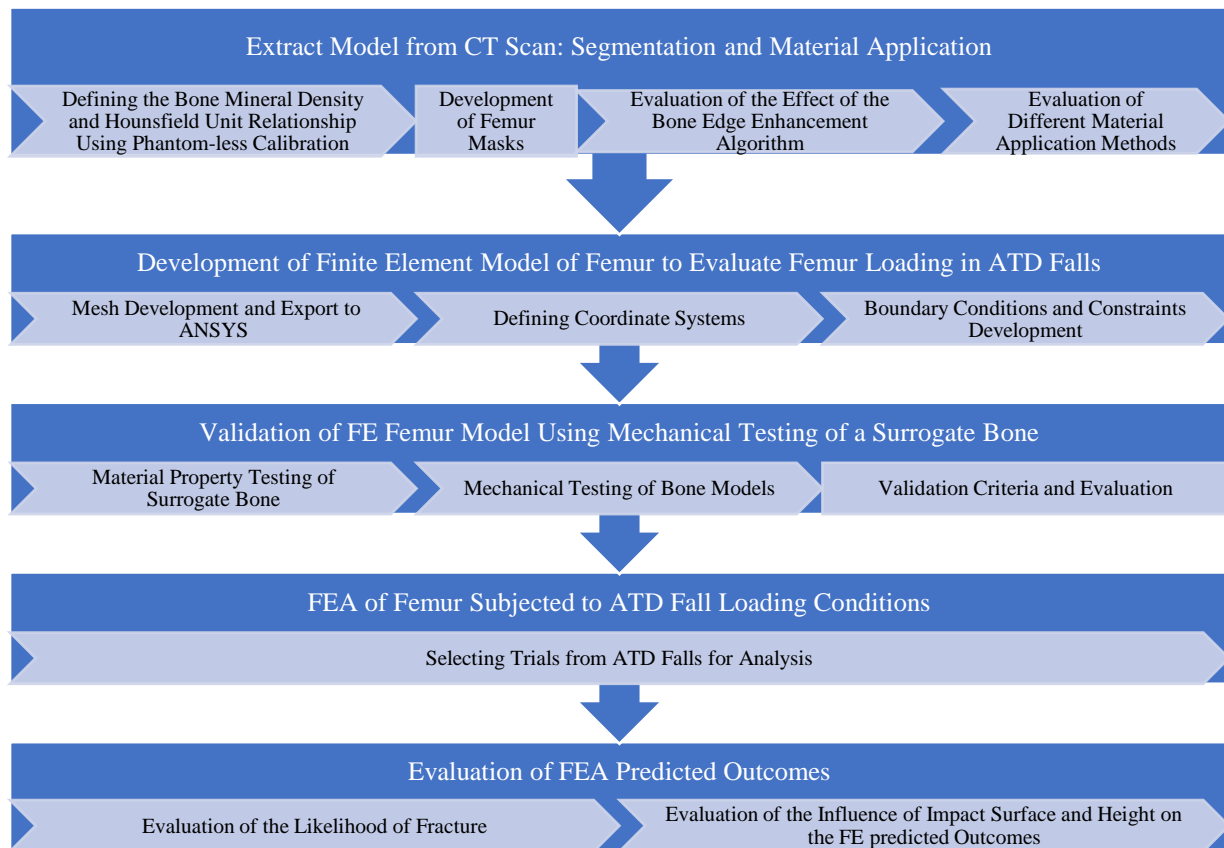 Extract Model from CT Scan: Segmentation and Material Application
Defining the Bone Mineral Density
and Hounsfield Unit Relationship
Using Phantom-less Calibration
Development
of Femur
Masks
Evaluation of the Effect of the
Bone Edge Enhancement
Algorithm
Evaluation of
Different Material
Application Methods
Development of Finite Element Model of Femur to Evaluate Femur Loading in ATD Falls
Mesh Development and Export to
ANSYS
Defining Coordinate Systems
Boundary Conditions and Constraints
Development
Validation of FE Femur Model Using Mechanical Testing of a Surrogate Bone
Material Property Testing of
Surrogate Bone
Mechanical Testing of Bone Models
Validation Criteria and Evaluation
FEA of Femur Subjected to ATD Fall Loading Conditions
Selecting Trials from ATD Falls for Analysis
Evaluation of FEA Predicted Outcomes
Evaluation of the Likelihood of Fracture
Evaluation of the Influence of Impact Surface and Height on
the FE predicted Outcomes